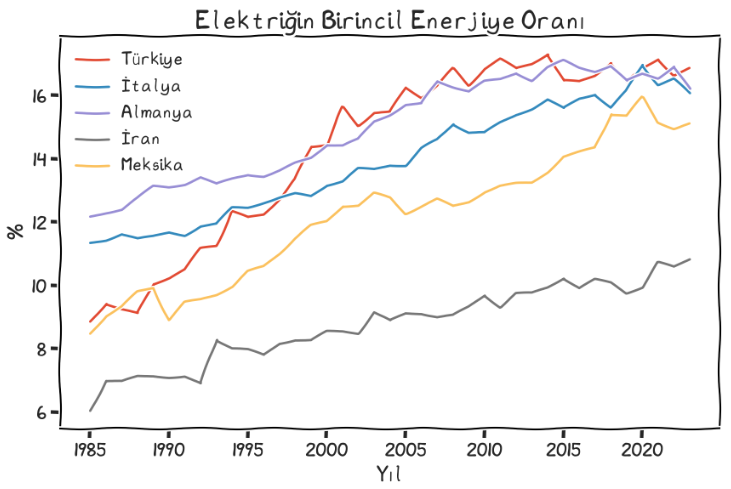 Elektriğin Birincil Enerjiye Oranı
Türkiye
İtalya
Almanya
İran
Meksika
%
16
14
12
10
8
6
1985 1990 1995 2000 2005 2010 2015 2020
Yıl